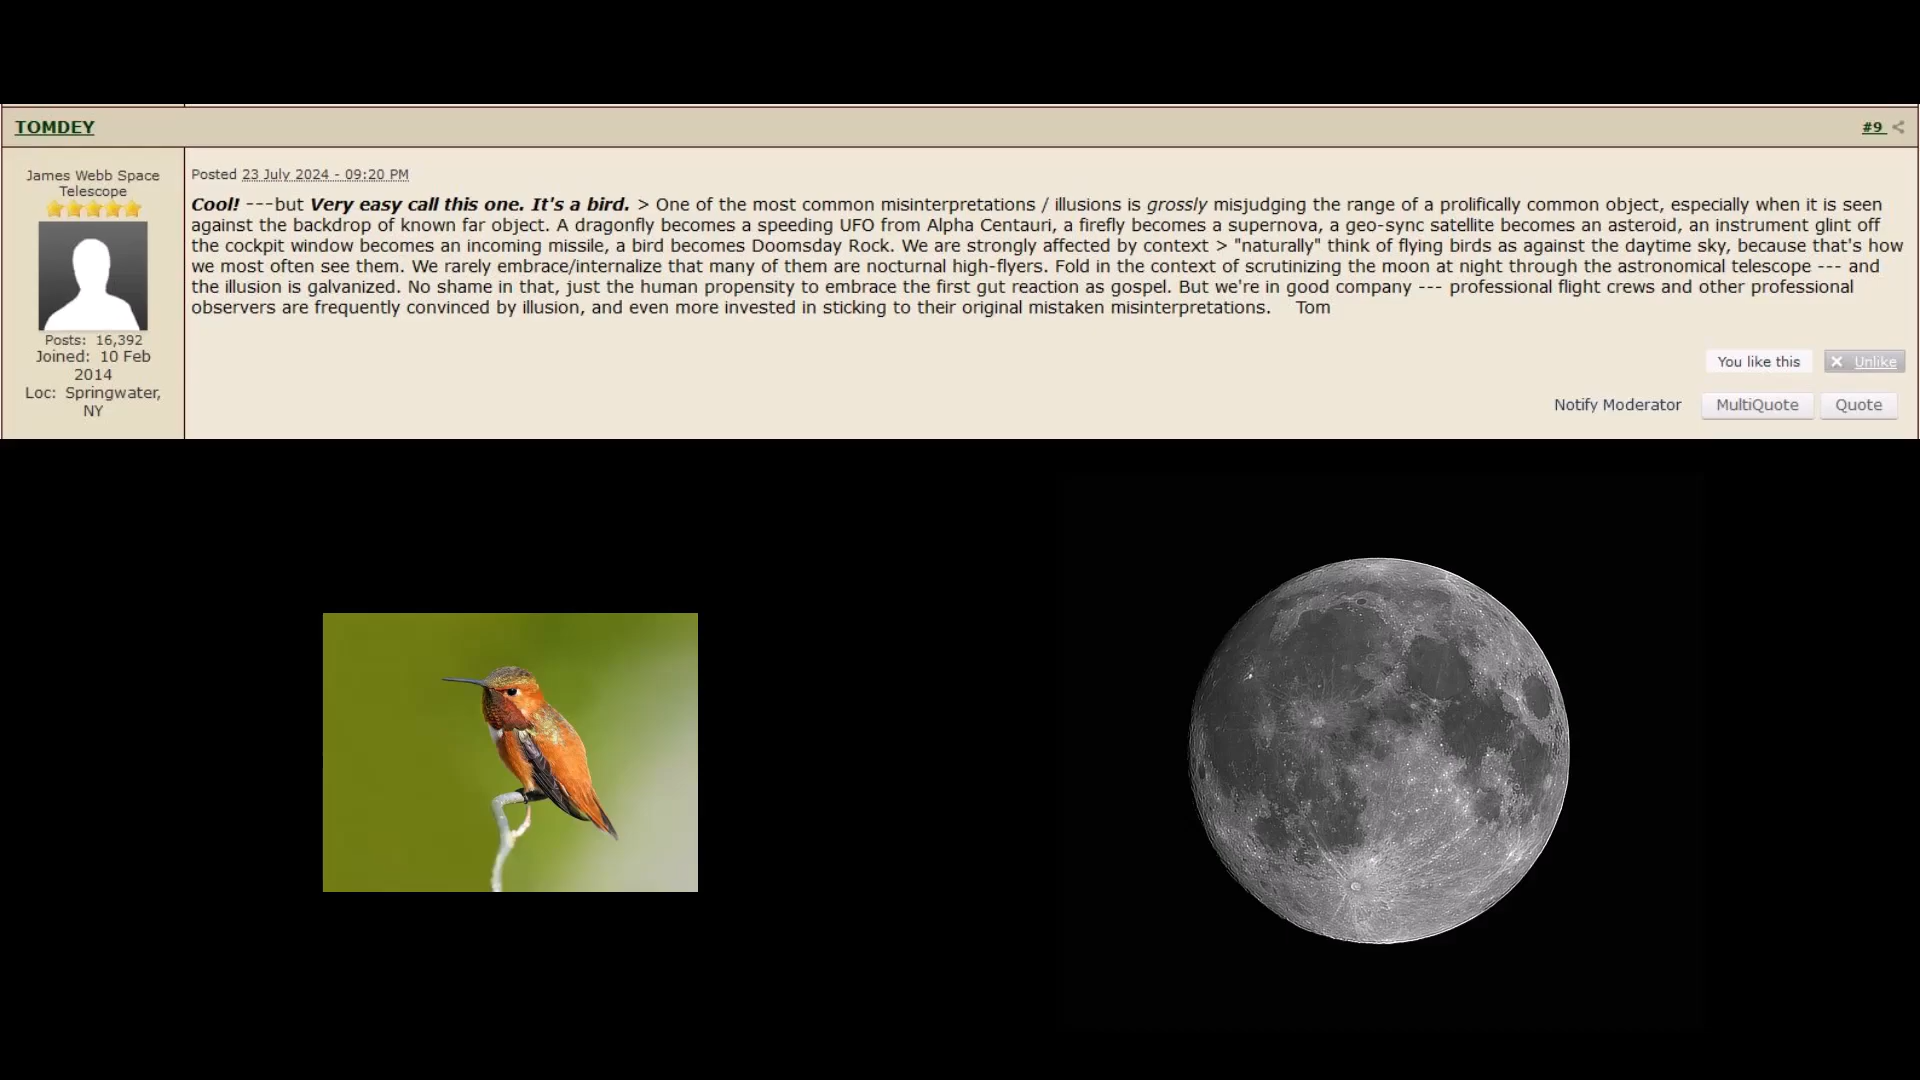 TOMDEY
#9
James Webb Space
Telescope
Posts: 16,392
Joined: 10 Feb
2014
Loc: Springwater,
NY
Posted 23 July 2024 - 09:20 PM
Cool! ---but Very easy call this one. It's a bird. > One of the most common misinterpretations / illusions is grossly misjudging the range of a prolifically common object, especially when it is seen
against the backdrop of known far object. A dragonfly becomes a speeding UFO from Alpha Centauri, a firefly becomes a supernova, a geo-sync satellite becomes an asteroid, an instrument glint off
the cockpit window becomes an incoming missile, a bird becomes Doomsday Rock. We are strongly affected by context > "naturally" think of flying birds as against the daytime sky, because that's how
we most often see them. We rarely embrace/internalize that many of them are nocturnal high-flyers. Fold in the context of scrutinizing the moon at night through the astronomical telescope --- and
the illusion is galvanized. No shame in that, just the human propensity to embrace the first gut reaction as gospel. But we're in good company --- professional flight crews and other professional
observers are frequently convinced by illusion, and even more invested in sticking to their original mistaken misinterpretations. Tom
You like this
Unlike
Notify Moderator
MultiQuote
Quote